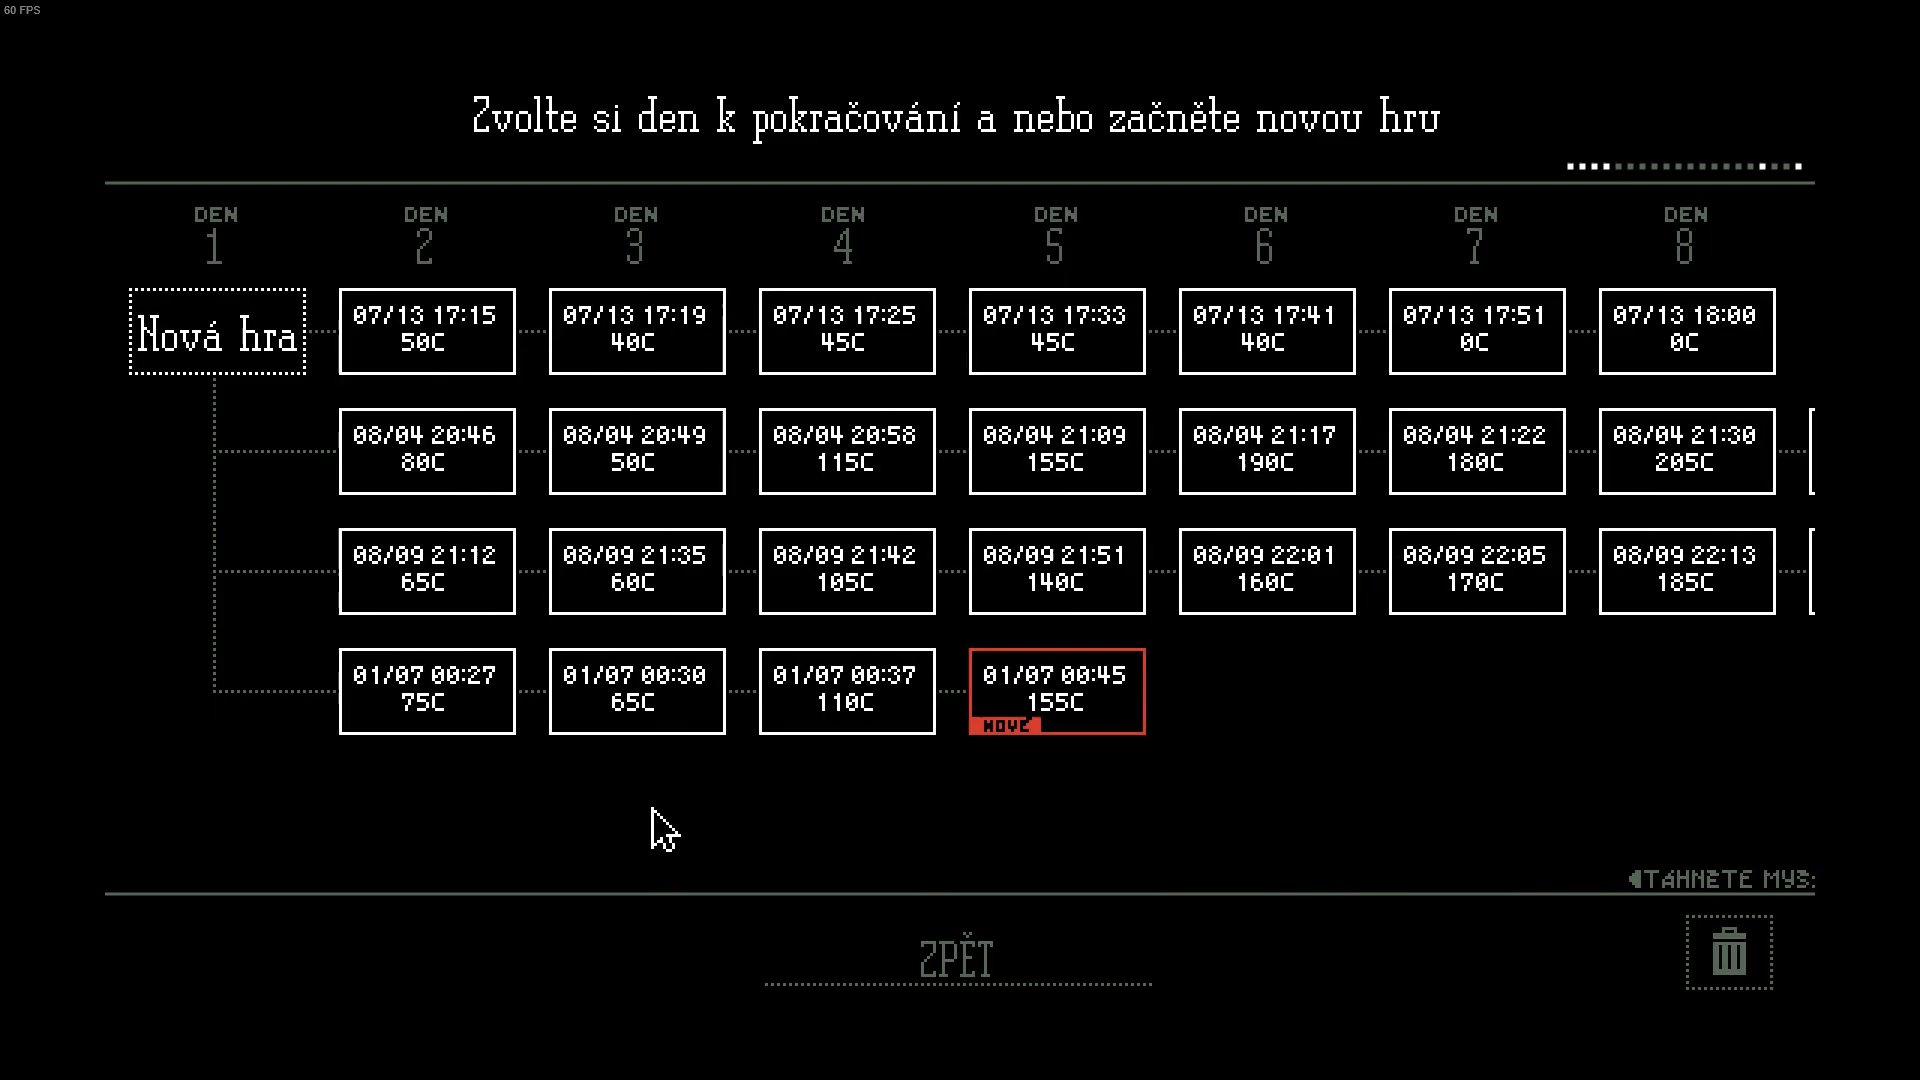 60 FPS
Zvolte si den k pokračování a nebo začněte novou hru
DEN DEN DEN DEN DEN DEN DEN DEN
1 2 3 4 5 6 7 8
Nová hra
07/13 17:15 07/13 17:19 07/13 17:25 07/13 17:33 07/13 17:41 07/13 17:51 07/13 18:00
50C 40C 45C 45C 40C 0C 0C
08/04 20:46 08/04 20:49 08/04 20:58 08/04 21:09 08/04 21:17 08/04 21:22 08/04 21:30
80C 50C 115C 155C 190C 180C 205C
08/09 21:12 08/09 21:35 08/09 21:42 08/09 21:51 08/09 22:01 08/09 22:05 08/09 22:13
65C 60C 105C 140C 160C 170C 185C
01/07 00:27 01/07 00:30 01/07 00:37 01/07 00:45
75C 65C 110C 155C
NOVÉ
TÁHNĚTE MYŠ
ZPĚT